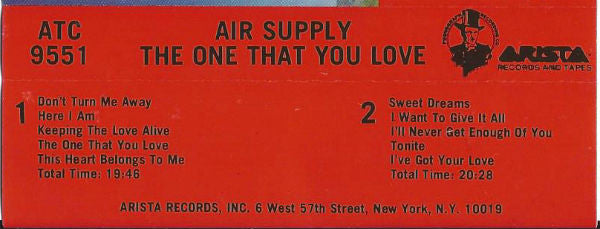 ATC
9551
AIR SUPPLY
THE ONE THAT YOU LOVE
ARISTA
RECORDS AND TAPES
1
Don't Turn Me Away
Here I Am
Keeping The Love Alive
The One That You Love
This Heart Belongs To Me
Total Time: 19:46
2
Sweet Dreams
I Want To Give It All
I'll Never Get Enough Of You
Tonite
I've Got Your Love
Total Time: 20:28
ARISTA RECORDS, INC. 6 West 57th Street, New York, N.Y. 10019